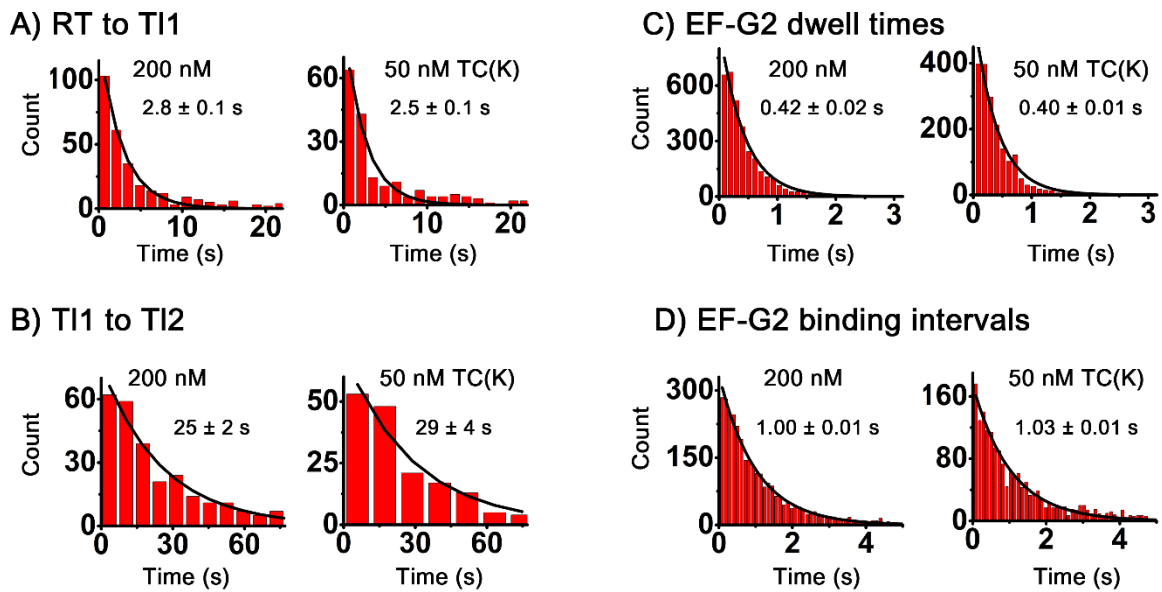 A) RT to TI1
200 nM
2.8 ± 0.1 s
Count
100
50
0
0 10 20
Time (s)
50 nM TC(K)
2.5 ± 0.1 s
60
30
0
0 10 20
Time (s)
B) TI1 to TI2
200 nM
25 ± 2 s
Count
60
30
0
0 30 60
Time (s)
50 nM TC(K)
29 ± 4 s
50
25
0
0 30 60
Time (s)
C) EF-G2 dwell times
200 nM
0.42 ± 0.02 s
Count
600
300
0
0 1 2 3
Time (s)
50 nM TC(K)
0.40 ± 0.01 s
400
200
0
0 1 2 3
Time (s)
D) EF-G2 binding intervals
200 nM
1.00 ± 0.01 s
Count
300
150
0
0 2 4
Time (s)
50 nM TC(K)
1.03 ± 0.01 s
160
80
0
0 2 4
Time (s)